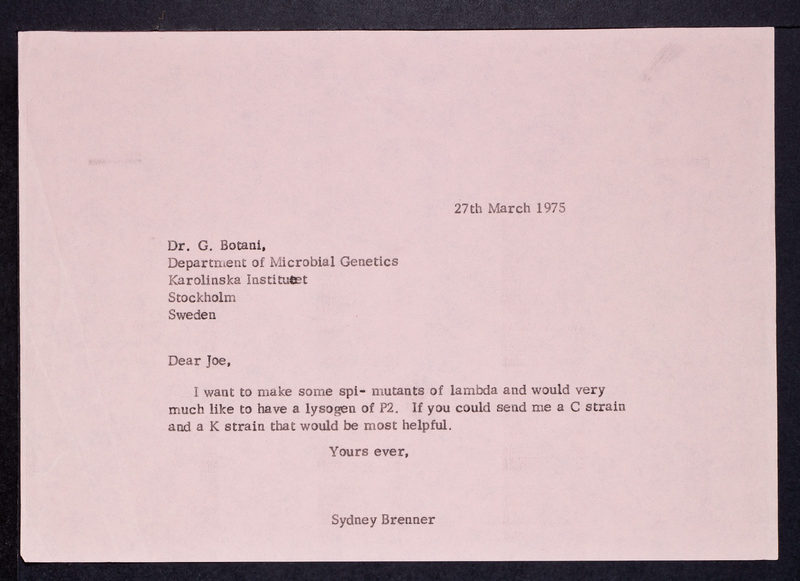 27th March 1975
Dr. G. Botani,
Department of Microbial Genetics
Karolinska Institutet
Stockholm
Sweden
Dear Joe,
I want to make some spi- mutants of lambda and would very
much like to have a lysogen of P2. If you could send me a C strain
and a K strain that would be most helpful.
Yours ever,
Sydney Brenner